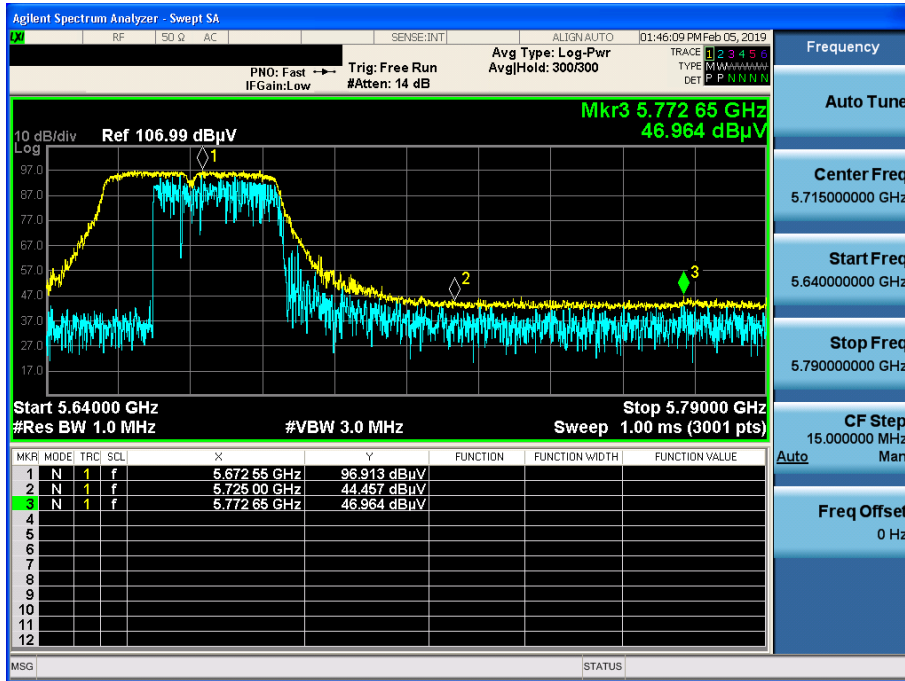 Agilent Spectrum Analyzer - Swept SA
LXI RF 50 Ω AC SENSE:INT ALIGN AUTO 01:46:09 PM Feb 05, 2019
PNO: Fast
IFGain:Low
Trig: Free Run
#Atten: 14 dB
Avg Type: Log-Pwr
Avg|Hold: 300/300
TRACE 1 2 3 4 5 6
TYPE M W W W W W
DET P P N N N N
Mkr3 5.772 65 GHz
46.964 dBµV
10 dB/div Ref 106.99 dBµV
Log
97.0
87.0
77.0
67.0
57.0
47.0
37.0
27.0
17.0
1
2
3
Start 5.64000 GHz Stop 5.79000 GHz
#Res BW 1.0 MHz #VBW 3.0 MHz Sweep 1.00 ms (3001 pts)
MKR MODE TRC SCL X Y FUNCTION FUNCTION WIDTH FUNCTION VALUE
1 N 1 f 5.672 55 GHz 96.913 dBµV
2 N 1 f 5.725 00 GHz 44.457 dBµV
3 N 1 f 5.772 65 GHz 46.964 dBµV
4
5
6
7
8
9
10
11
12
MSG STATUS
Frequency
Auto Tune
Center Freq
5.715000000 GHz
Start Freq
5.640000000 GHz
Stop Freq
5.790000000 GHz
CF Step
15.000000 MHz
Auto Man
Freq Offset
0 Hz